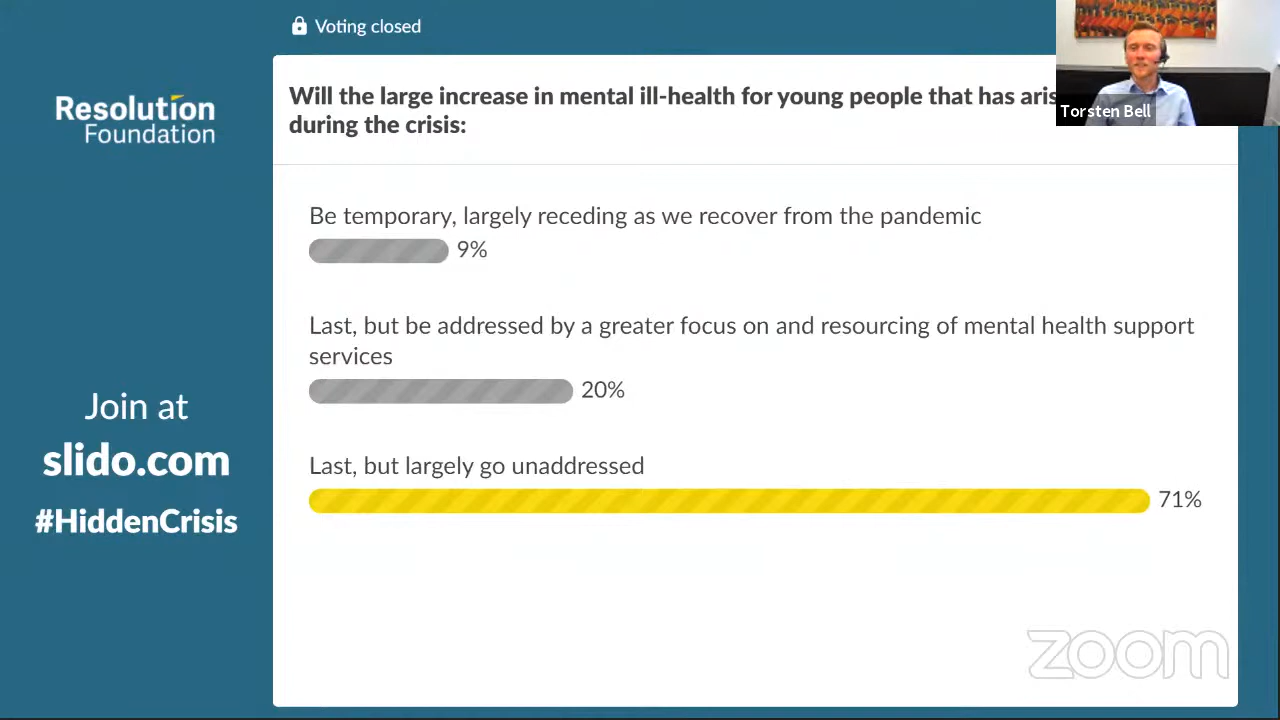 Voting closed
Resolution
Foundation
Will the large increase in mental ill-health for young people that has aris
during the crisis:
Torsten Bell
Be temporary, largely receding as we recover from the pandemic
9%
Last, but be addressed by a greater focus on and resourcing of mental health support
services
20%
Last, but largely go unaddressed
71%
Join at
slido.com
#HiddenCrisis
zoom